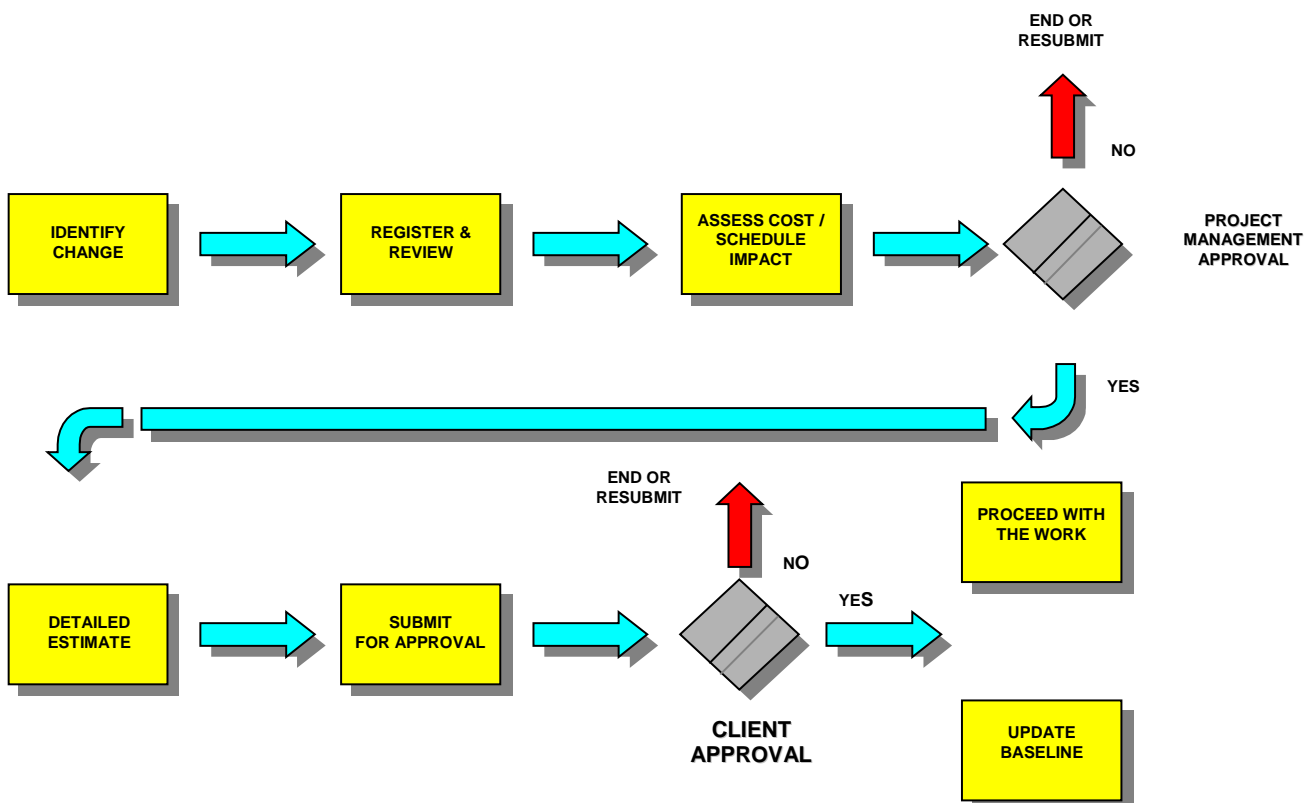 END OR
RESUBMIT
NO
IDENTIFY
CHANGE
REGISTER &
REVIEW
ASSESS COST /
SCHEDULE
IMPACT
PROJECT
MANAGEMENT
APPROVAL
YES
END OR
RESUBMIT
NO
PROCEED WITH
THE WORK
DETAILED
ESTIMATE
SUBMIT
FOR APPROVAL
YES
CLIENT
APPROVAL
UPDATE
BASELINE